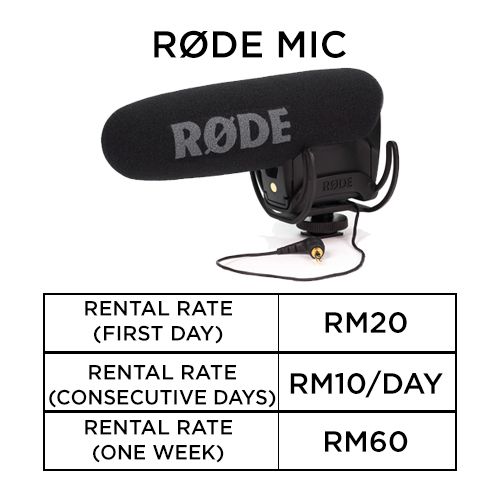 RØDE MIC
RØDE
RØDE
RENTAL RATE
(FIRST DAY)
RM20
RENTAL RATE
(CONSECUTIVE DAYS)
RM10/DAY
RENTAL RATE
(ONE WEEK)
RM60